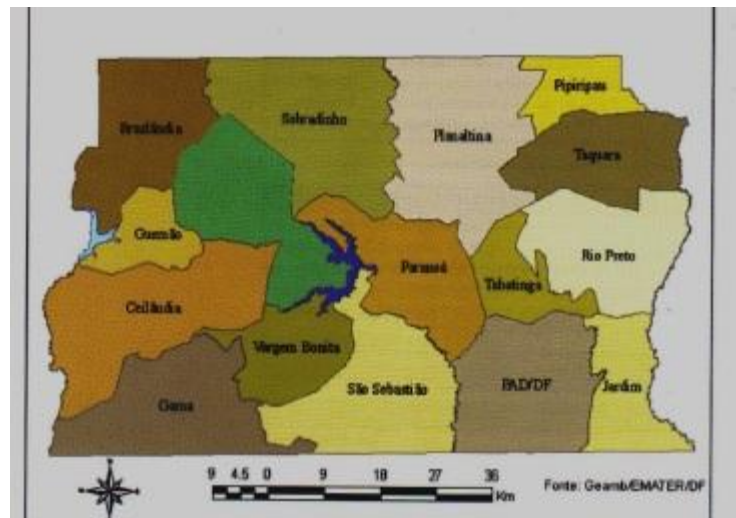 Pipiripau
Brazlândia
Sobradinho
Planaltina
Taquara
Gueirão
Rio Preto
Paranoá
Tabatinga
Ceilândia
Vargem Bonita
São Sebastião
PAD/DF
Jardim
Gama
9 4.5 0 9 18 27 36
Km
Fonte: Geamb/EMATER/DF